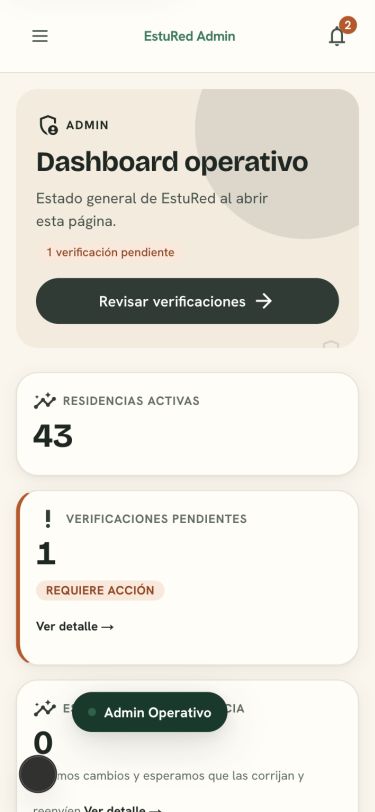 EstuRed Admin
2
ADMIN
Dashboard operativo
Estado general de EstuRed al abrir
esta página.
1 verificación pendiente
Revisar verificaciones →
RESIDENCIAS ACTIVAS
43
! VERIFICACIONES PENDIENTES
1
REQUIERE ACCIÓN
Ver detalle →
Admin Operativo
0
cambios y esperamos que las corrijan y
reenvíen Ver detalle →